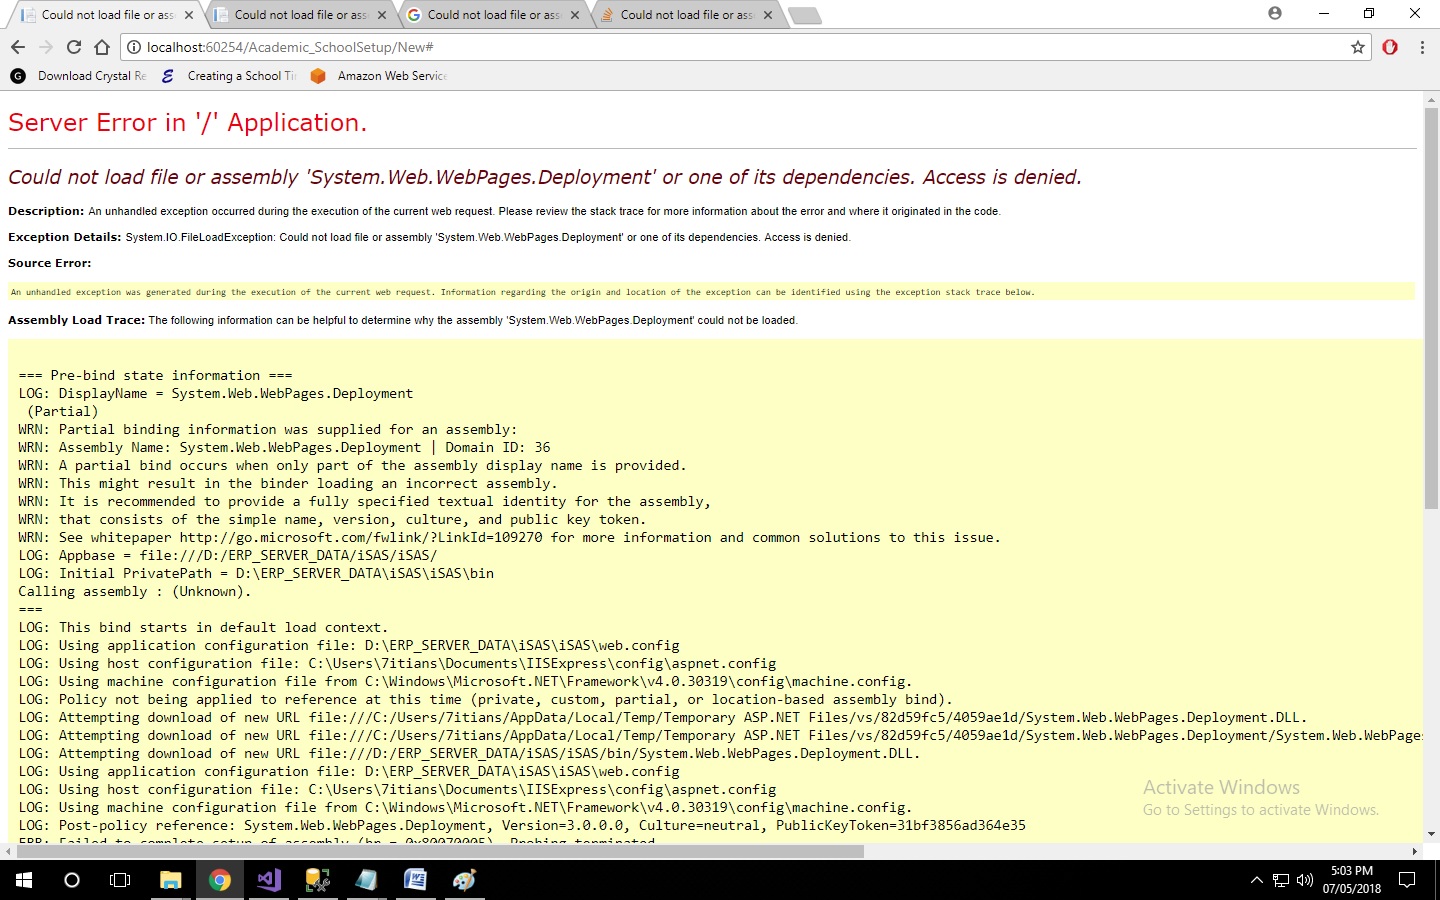 Could not load file or ass
Could not load file or ass
Could not load file or ass
Could not load file or ass
localhost:60254/Academic_SchoolSetup/New#
Download Crystal Re
Creating a School Ti
Amazon Web Service
Server Error in '/' Application.
Could not load file or assembly 'System.Web.WebPages.Deployment' or one of its dependencies. Access is denied.
Description: An unhandled exception occurred during the execution of the current web request. Please review the stack trace for more information about the error and where it originated in the code.
Exception Details: System.IO.FileLoadException: Could not load file or assembly 'System.Web.WebPages.Deployment' or one of its dependencies. Access is denied.
Source Error:
An unhandled exception was generated during the execution of the current web request. Information regarding the origin and location of the exception can be identified using the exception stack trace below.
Assembly Load Trace: The following information can be helpful to determine why the assembly 'System.Web.WebPages.Deployment' could not be loaded.
=== Pre-bind state information ===
LOG: DisplayName = System.Web.WebPages.Deployment
(Partial)
WRN: Partial binding information was supplied for an assembly:
WRN: Assembly Name: System.Web.WebPages.Deployment | Domain ID: 36
WRN: A partial bind occurs when only part of the assembly display name is provided.
WRN: This might result in the binder loading an incorrect assembly.
WRN: It is recommended to provide a fully specified textual identity for the assembly,
WRN: that consists of the simple name, version, culture, and public key token.
WRN: See whitepaper http://go.microsoft.com/fwlink/?LinkId=109270 for more information and common solutions to this issue.
LOG: Appbase = file:///D:/ERP_SERVER_DATA/iSAS/iSAS/
LOG: Initial PrivatePath = D:\ERP_SERVER_DATA\iSAS\iSAS\bin
Calling assembly : (Unknown).
===
LOG: This bind starts in default load context.
LOG: Using application configuration file: D:\ERP_SERVER_DATA\iSAS\iSAS\web.config
LOG: Using host configuration file: C:\Users\7itians\Documents\IISExpress\config\aspnet.config
LOG: Using machine configuration file from C:\Windows\Microsoft.NET\Framework\v4.0.30319\config\machine.config.
LOG: Policy not being applied to reference at this time (private, custom, partial, or location-based assembly bind).
LOG: Attempting download of new URL file:///C:/Users/7itians/AppData/Local/Temp/Temporary ASP.NET Files/vs/82d59fc5/4059ae1d/System.Web.WebPages.Deployment.DLL.
LOG: Attempting download of new URL file:///C:/Users/7itians/AppData/Local/Temp/Temporary ASP.NET Files/vs/82d59fc5/4059ae1d/System.Web.WebPages.Deployment/System.Web.WebPage
LOG: Attempting download of new URL file:///D:/ERP_SERVER_DATA/iSAS/iSAS/bin/System.Web.WebPages.Deployment.DLL.
LOG: Using application configuration file: D:\ERP_SERVER_DATA\iSAS\iSAS\web.config
LOG: Using host configuration file: C:\Users\7itians\Documents\IISExpress\config\aspnet.config
LOG: Using machine configuration file from C:\Windows\Microsoft.NET\Framework\v4.0.30319\config\machine.config.
LOG: Post-policy reference: System.Web.WebPages.Deployment, Version=3.0.0.0, Culture=neutral, PublicKeyToken=31bf3856ad364e35
ERR: Failed to complete setup of assembly (hr = 0x80070005). Probing terminated.
Activate Windows
Go to Settings to activate Windows.
5:03 PM
07/05/2018